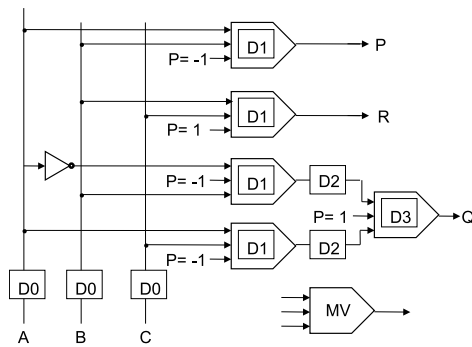 D1 P
P= -1
D1 R
P= 1
P= -1 D1 D2
P= 1 D3 Q
P= -1 D1 D2
D0 D0 D0
MV
A B C